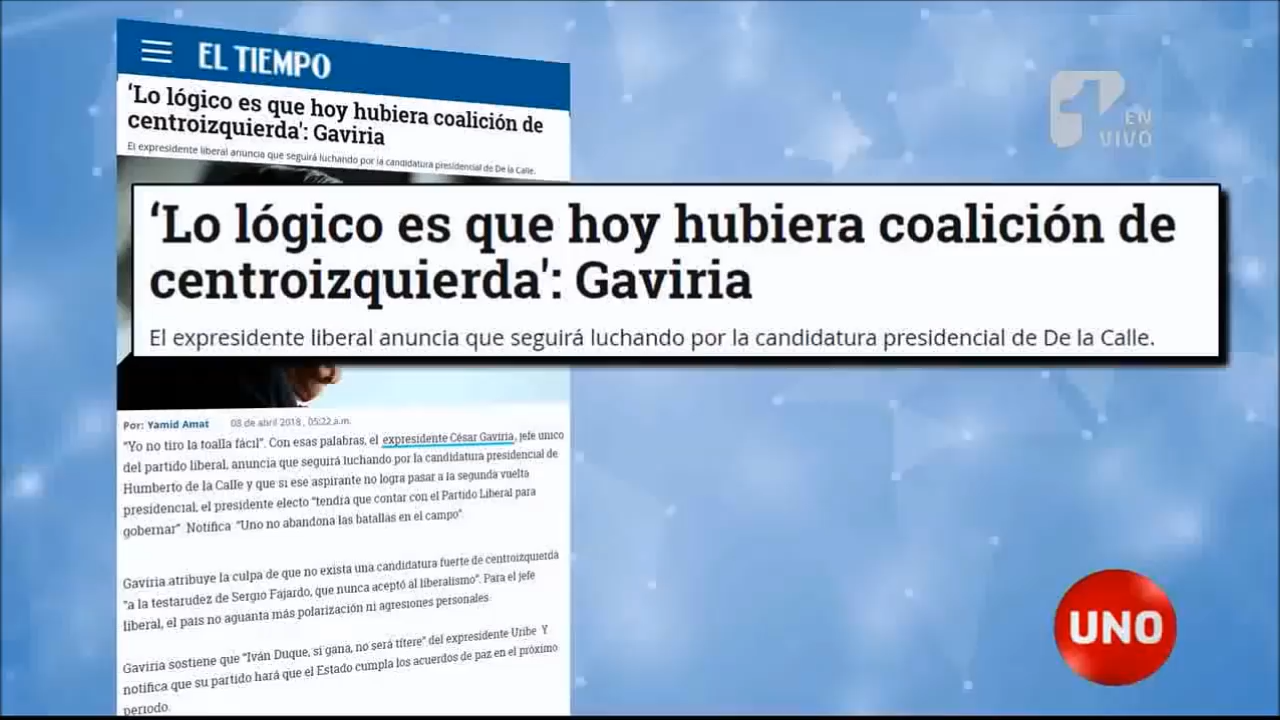 EL TIEMPO
‘Lo lógico es que hoy hubiera coalición de
centroizquierda': Gaviria
El expresidente liberal anuncia que seguirá luchando por la candidatura presidencial de De la Calle.
1
EN
VIVO
‘Lo lógico es que hoy hubiera coalición de
centroizquierda': Gaviria
El expresidente liberal anuncia que seguirá luchando por la candidatura presidencial de De la Calle.
Por: Yamid Amat 08 de abril 2018, 05:22 a.m.
"Yo no tiro la toalla fácil". Con esas palabras, el expresidente César Gaviria, jefe único
del partido liberal, anuncia que seguirá luchando por la candidatura presidencial de
Humberto de la Calle y que si ese aspirante no logra pasar a la segunda vuelta
presidencial, el presidente electo "tendrá que contar con el Partido Liberal para
gobernar" Notifica "Uno no abandona las batallas en el campo".
Gaviria atribuye la culpa de que no exista una candidatura fuerte de centroizquierda
"a la testarudez de Sergio Fajardo, que nunca aceptó al liberalismo". Para el jefe
liberal, el país no aguanta más polarización ni agresiones personales.
Gaviria sostiene que "Iván Duque, si gana, no será títere" del expresidente Uribe Y
notifica que su partido hará que el Estado cumpla los acuerdos de paz en el próximo
periodo.
UNO